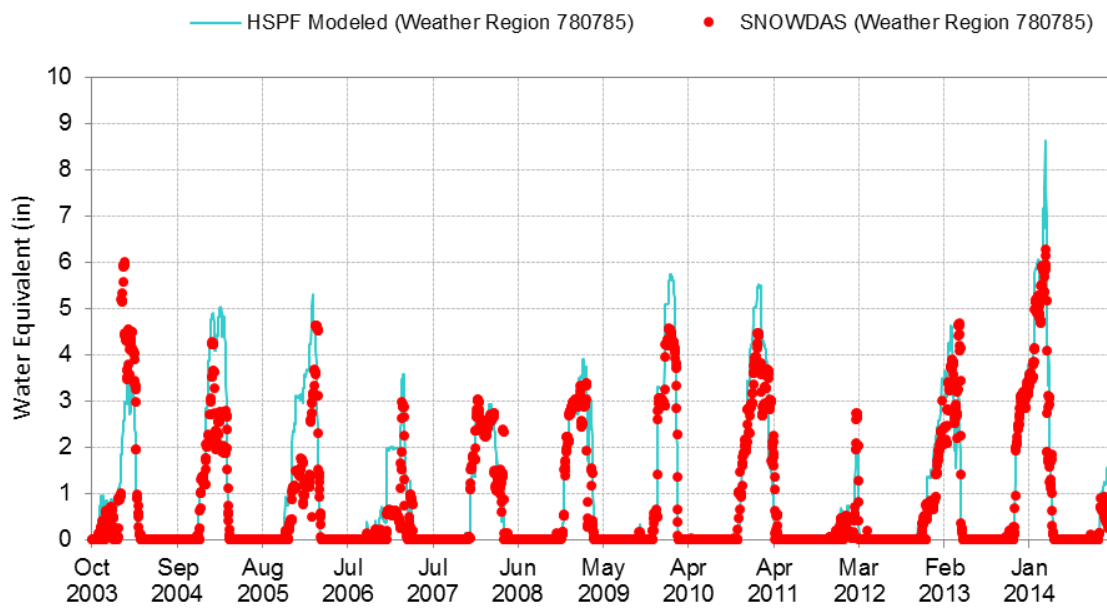 HSPF Modeled (Weather Region 780785) SNOWDAS (Weather Region 780785)
10
9
8
7
6
5
4
3
2
1
0
Water Equivalent (in)
Oct Sep Aug Jul Jul Jun May Apr Apr Mar Feb Jan
2003 2004 2005 2006 2007 2008 2009 2010 2011 2012 2013 2014